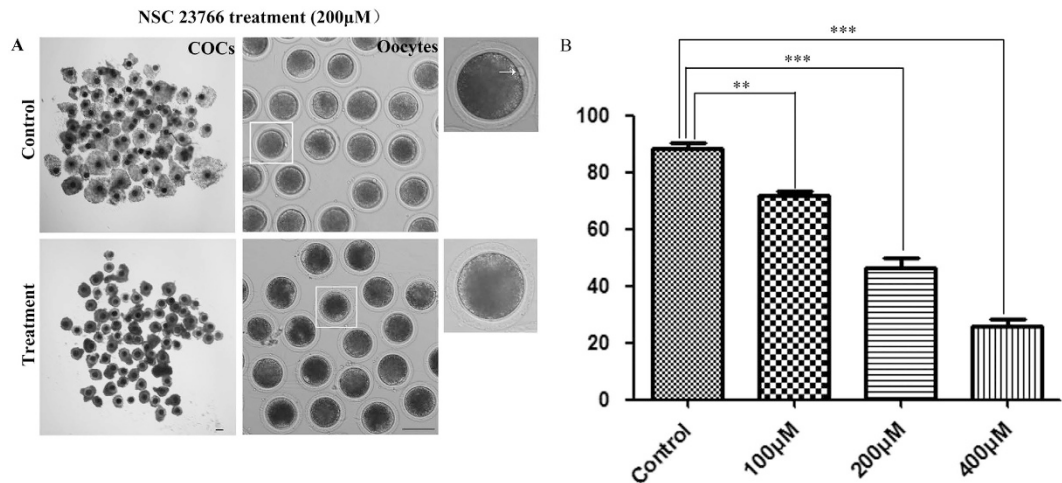 NSC 23766 treatment (200μM）
A
COCs
Oocytes
Control
Treatment
B
***
***
**
100
80
60
40
20
0
Control
100μM
200μM
400μM